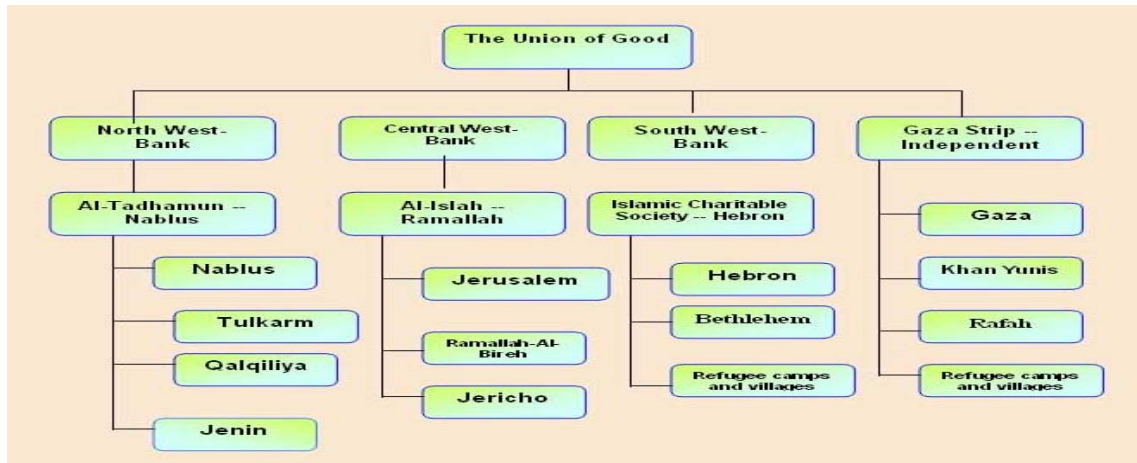 The Union of Good
North West-
Bank
Central West-
Bank
South West-
Bank
Gaza Strip --
Independent
Al-Tadhamun --
Nablus
Al-Islah --
Ramallah
Islamic Charitable
Society -- Hebron
Nablus
Tulkarm
Qalqiliya
Jenin
Jerusalem
Ramallah-Al-
Bireh
Jericho
Hebron
Bethlehem
Refugee camps
and villages
Gaza
Khan Yunis
Rafah
Refugee camps
and villages